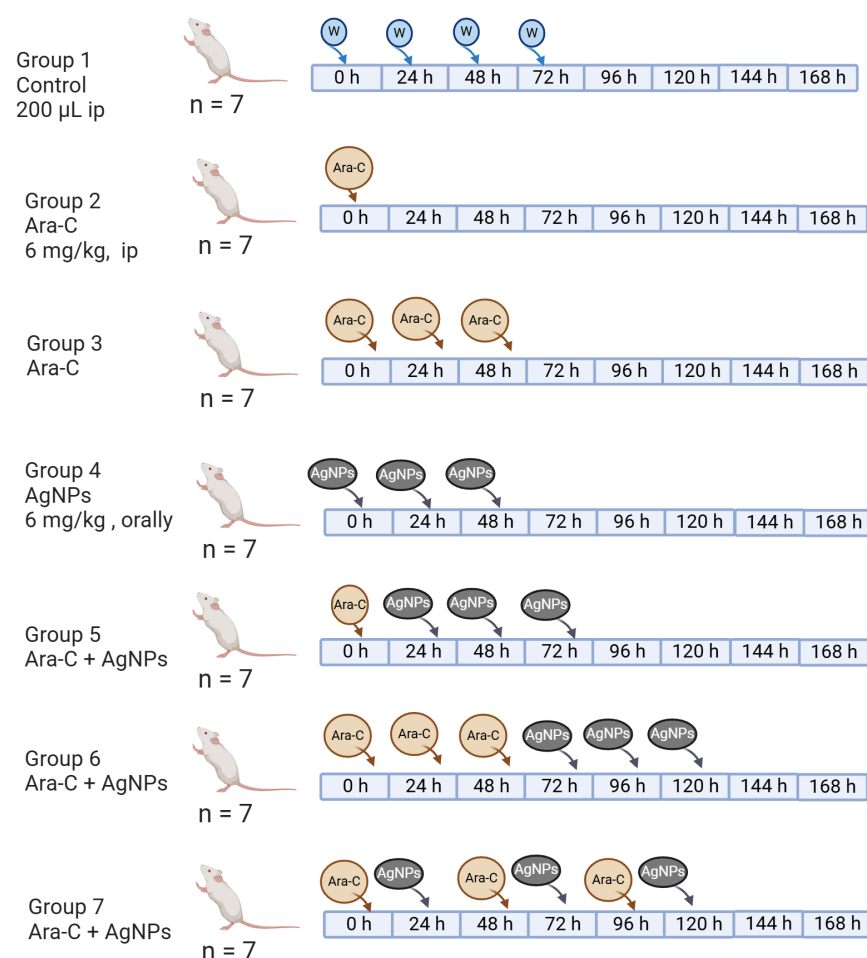 W W W W
Group 1
Control
200 µL ip
n = 7
0 h 24 h 48 h 72 h 96 h 120 h 144 h 168 h
Ara-C
Group 2
Ara-C
6 mg/kg, ip
n = 7
0 h 24 h 48 h 72 h 96 h 120 h 144 h 168 h
Ara-C Ara-C Ara-C
Group 3
Ara-C
n = 7
0 h 24 h 48 h 72 h 96 h 120 h 144 h 168 h
AgNPs AgNPs AgNPs
Group 4
AgNPs
6 mg/kg , orally
n = 7
0 h 24 h 48 h 72 h 96 h 120 h 144 h 168 h
Ara-C AgNPs AgNPs AgNPs
Group 5
Ara-C + AgNPs
n = 7
0 h 24 h 48 h 72 h 96 h 120 h 144 h 168 h
Ara-C Ara-C Ara-C AgNPs AgNPs AgNPs
Group 6
Ara-C + AgNPs
n = 7
0 h 24 h 48 h 72 h 96 h 120 h 144 h 168 h
Ara-C AgNPs Ara-C AgNPs Ara-C AgNPs
Group 7
Ara-C + AgNPs
n = 7
0 h 24 h 48 h 72 h 96 h 120 h 144 h 168 h